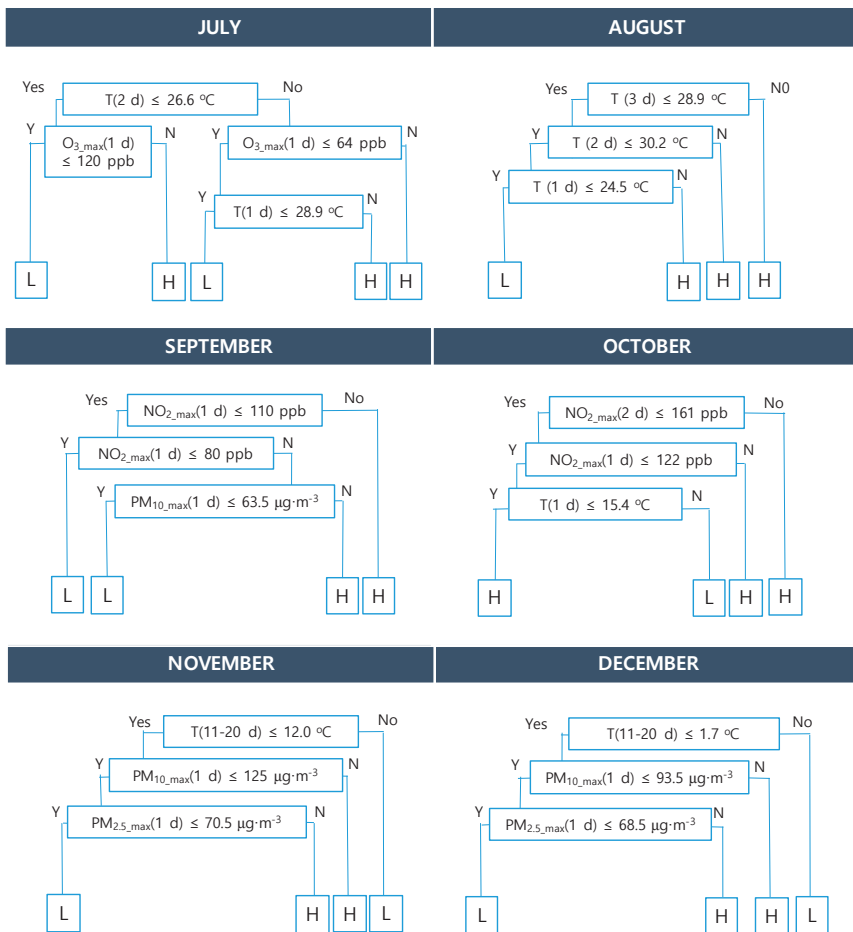 JULY
Yes
No
T(2 d) ≤ 26.6 ºC
Y
N
O3_max(1 d)
≤ 120 ppb
Y
N
O3_max(1 d) ≤ 64 ppb
Y
N
T(1 d) ≤ 28.9 ºC
L
H
L
H
H
AUGUST
Yes
N0
T (3 d) ≤ 28.9 ºC
Y
N
T (2 d) ≤ 30.2 ºC
Y
N
T (1 d) ≤ 24.5 ºC
L
H
H
H
SEPTEMBER
Yes
No
NO2_max(1 d) ≤ 110 ppb
Y
N
NO2_max(1 d) ≤ 80 ppb
Y
N
PM10_max(1 d) ≤ 63.5 µg·m-3
L
L
H
H
OCTOBER
Yes
No
NO2_max(2 d) ≤ 161 ppb
Y
N
NO2_max(1 d) ≤ 122 ppb
Y
N
T(1 d) ≤ 15.4 ºC
H
L
H
H
NOVEMBER
Yes
No
T(11-20 d) ≤ 12.0 ºC
Y
N
PM10_max(1 d) ≤ 125 µg·m-3
Y
N
PM2.5_max(1 d) ≤ 70.5 µg·m-3
L
H
H
L
DECEMBER
Yes
No
T(11-20 d) ≤ 1.7 ºC
Y
N
PM10_max(1 d) ≤ 93.5 µg·m-3
Y
N
PM2.5_max(1 d) ≤ 68.5 µg·m-3
L
H
H
L